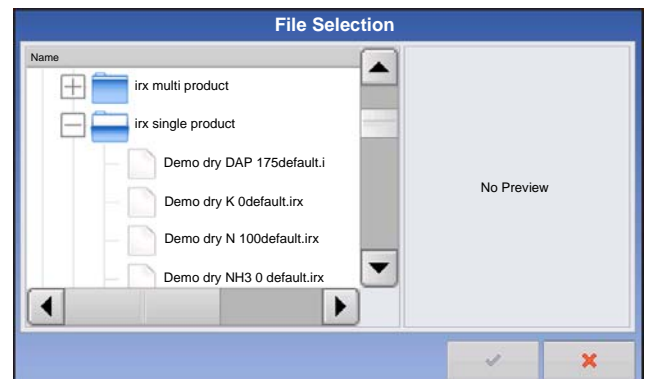 File Selection
Name
irx multi product
irx single product
Demo dry DAP 175default.i
Demo dry K 0default.irx
Demo dry N 100default.irx
Demo dry NH3 0 default.irx
No Preview